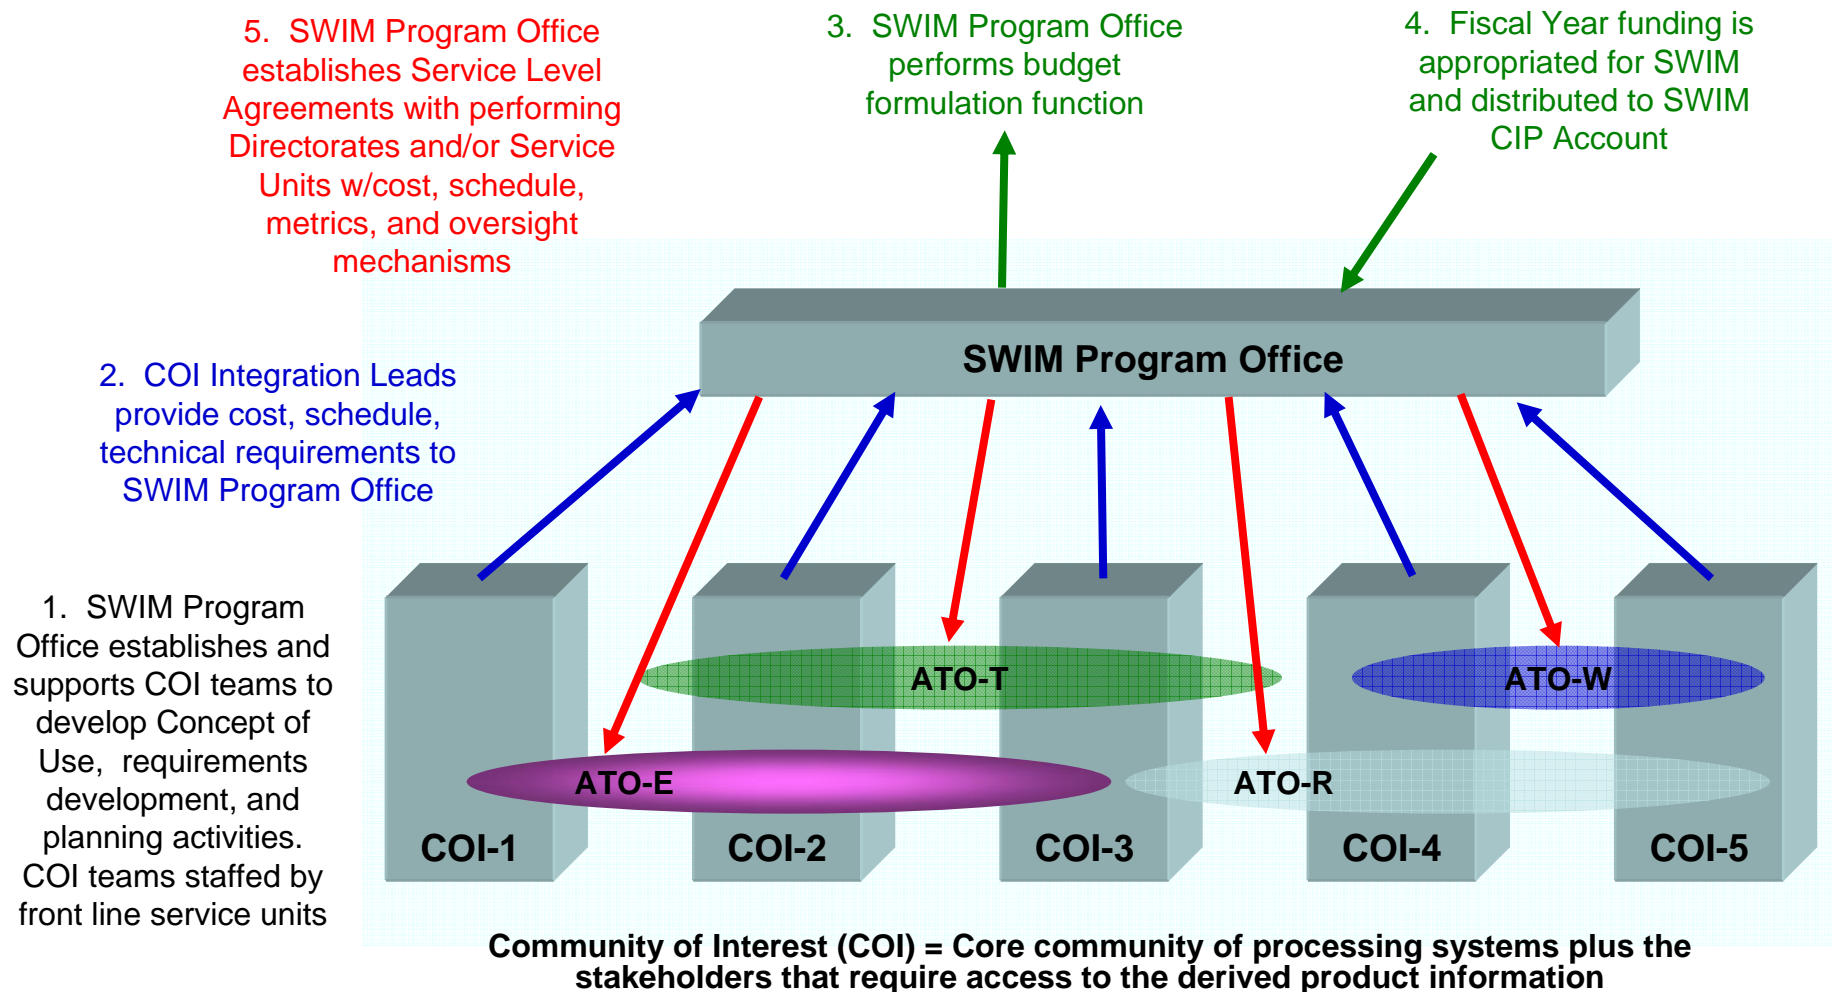 5. SWIM Program Office
establishes Service Level
Agreements with performing
Directorates and/or Service
Units w/cost, schedule,
metrics, and oversight
mechanisms
3. SWIM Program Office
performs budget
formulation function
4. Fiscal Year funding is
appropriated for SWIM
and distributed to SWIM
CIP Account
SWIM Program Office
2. COI Integration Leads
provide cost, schedule,
technical requirements to
SWIM Program Office
1. SWIM Program
Office establishes and
supports COI teams to
develop Concept of
Use, requirements
development, and
planning activities.
COI teams staffed by
front line service units
ATO-T
ATO-W
ATO-E
ATO-R
COI-1
COI-2
COI-3
COI-4
COI-5
Community of Interest (COI) = Core community of processing systems plus the
stakeholders that require access to the derived product information